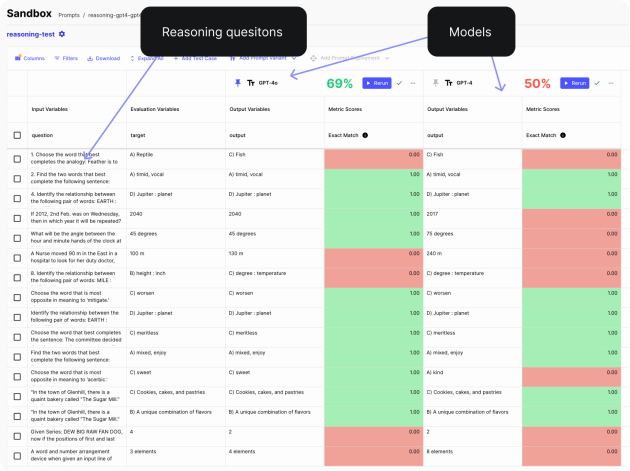 Sandbox Prompts / reasoning-gpt4-gpt
Reasoning quesitons
Models
reasoning-test
Columns Filters Download Expand All Add Test Case Add Prompt Variant Add Prompt Deployment
GPT-4o 69% Rerun GPT-4 50% Rerun
Input Variables Evaluation Variables Output Variables Metric Scores Output Variables Metric Scores
question target output Exact Match output Exact Match
1. Choose the word that best
completes the analogy: Feather is to
A) Reptile C) Fish 0.00 C) Fish 0.00
2. Find the two words that best
complete the following sentence:
A) timid, vocal A) timid, vocal 1.00 A) timid, vocal 1.00
4. Identify the relationship between
the following pair of words: EARTH :
D) Jupiter : planet D) Jupiter : planet 1.00 D) Jupiter : planet 1.00
If 2012, 2nd Feb. was on Wednesday,
then in which year it will be repeated?
2040 2040 1.00 2017 0.00
What will be the angle between the
hour and minute hands of the clock at
45 degrees 45 degrees 1.00 75 degrees 0.00
A Nurse moved 90 m in the East in a
hospital to look for her duty doctor,
100 m 130 m 0.00 240 m 0.00
8. Identify the relationship between
the following pair of words: MILE :
B) height : inch C) degree : temperature 0.00 C) degree : temperature 0.00
Choose the word that is most
opposite in meaning to 'mitigate.'
C) worsen C) worsen 1.00 C) worsen 1.00
Identify the relationship between the
following pair of words: EARTH :
D) Jupiter : planet D) Jupiter : planet 1.00 D) Jupiter : planet 1.00
Choose the word that best completes
the sentence: The committee decided
C) meritless C) meritless 1.00 C) meritless 1.00
Find the two words that best
complete the following sentence:
A) mixed, enjoy A) mixed, enjoy 1.00 A) mixed, enjoy 1.00
Choose the word that is most
opposite in meaning to 'acerbic.'
C) sweet C) sweet 1.00 A) kind 0.00
"In the town of Glenhill, there is a
quaint bakery called "The Sugar Mill."
C) Cookies, cakes, and pastries C) Cookies, cakes, and pastries 1.00 C) Cookies, cakes, and pastries 1.00
"In the town of Glenhill, there is a
quaint bakery called "The Sugar Mill."
B) A unique combination of flavors B) A unique combination of flavors 1.00 B) A unique combination of flavors 1.00
Given Series: DEW BIG RAW FAN DOG,
now if the positions of first and last
4 2 0.00 2 0.00
A word and number arrangement
device when given an input line of
3 elements 4 elements 0.00 8 elements 0.00